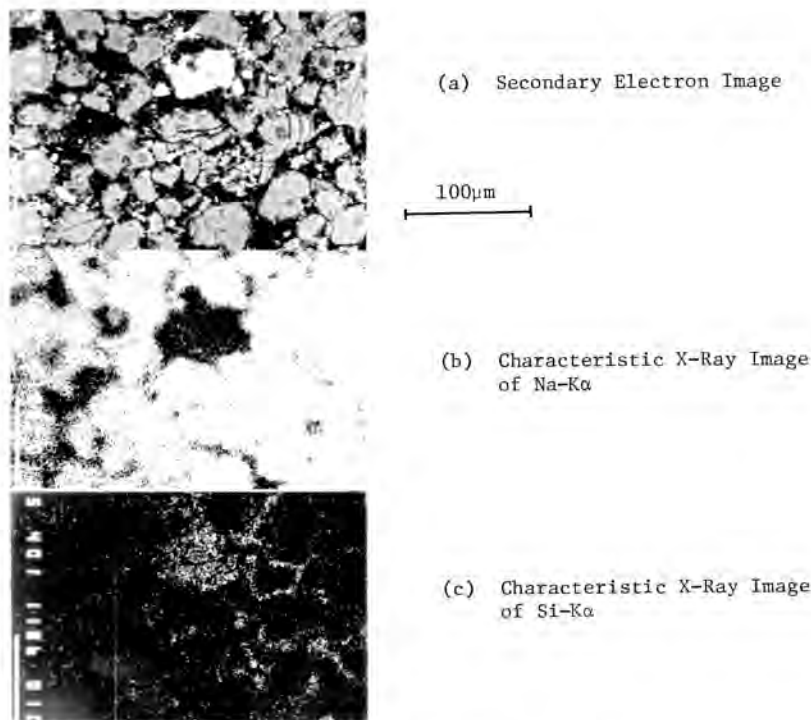 (a) Secondary Electron Image
100μm
(b) Characteristic X-Ray Image
of Na-Kα
(c) Characteristic X-Ray Image
of Si-Kα